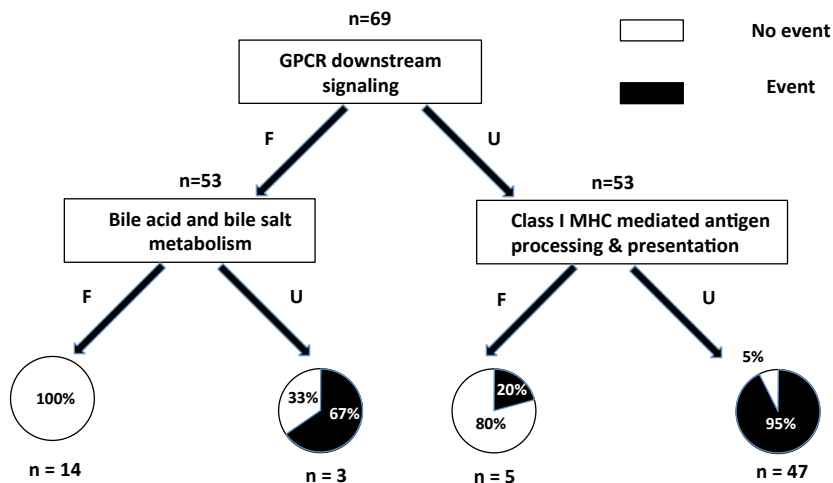 n=69
No event
GPCR downstream
signaling
Event
F
U
n=53
n=53
Bile acid and bile salt
metabolism
Class I MHC mediated antigen
processing & presentation
F
U
F
U
100%
33%
67%
20%
80%
5%
95%
n = 14
n = 3
n = 5
n = 47